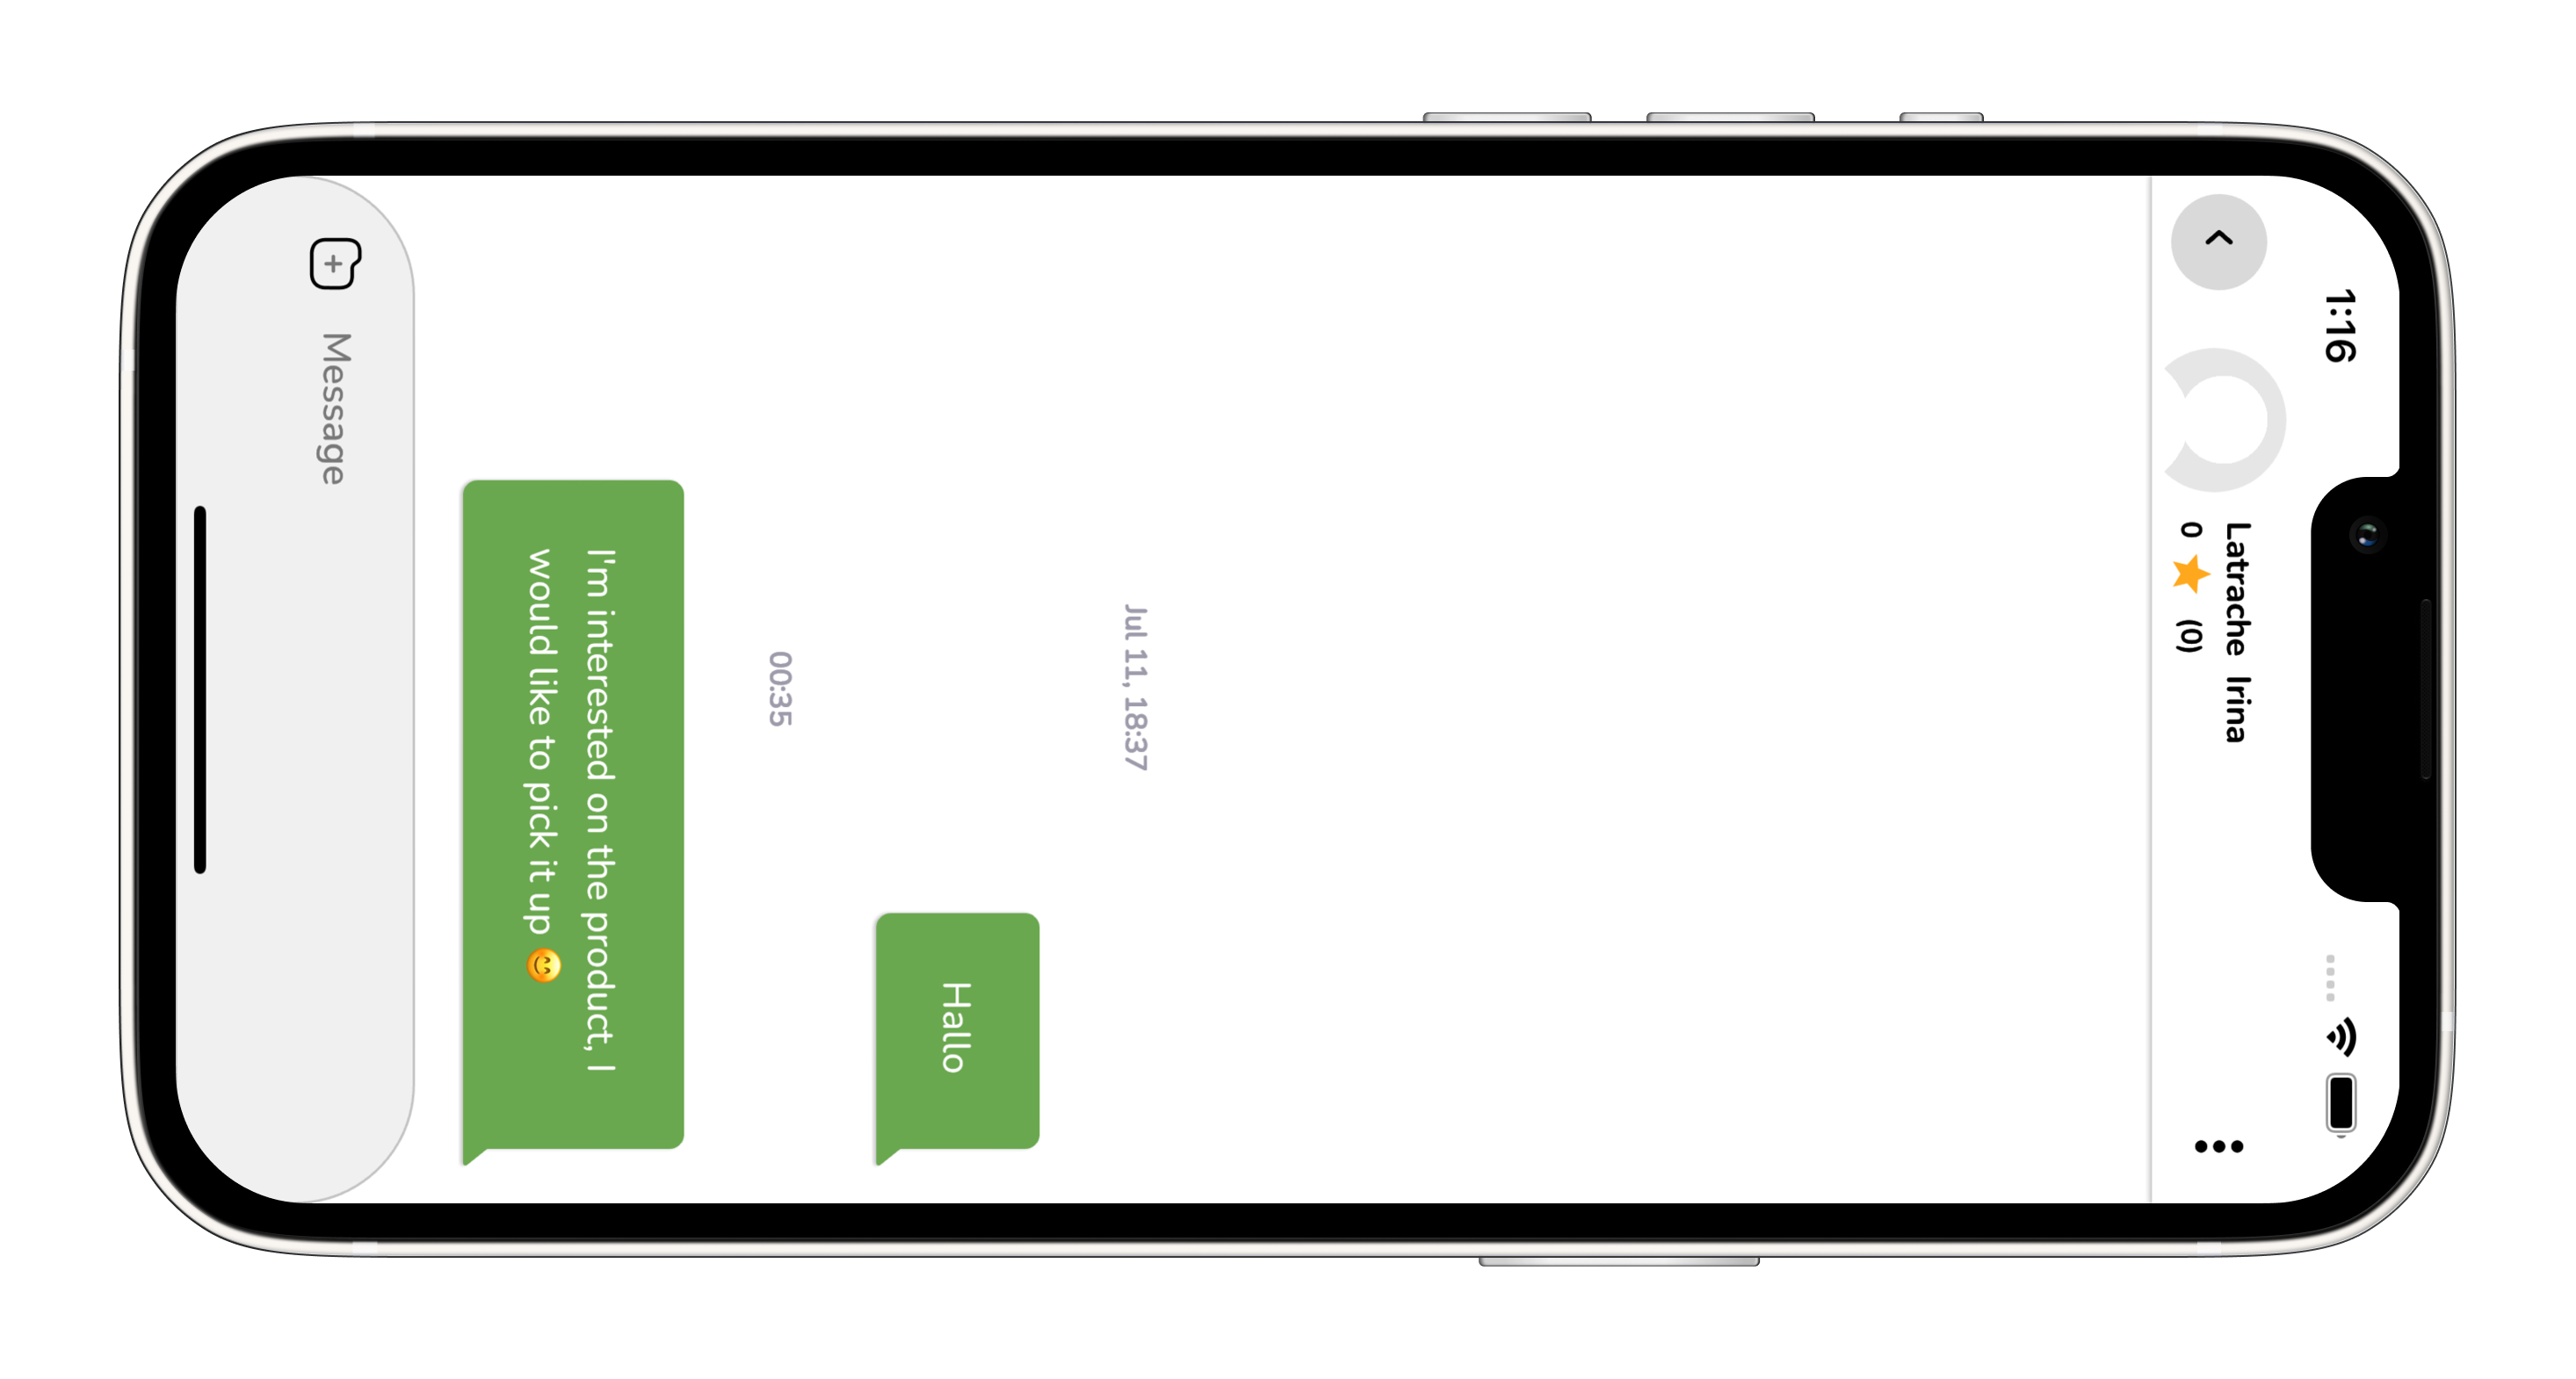 1:16
Latrache Irina
0 ⭐ (0)
Jul 11, 18:37
Hallo
00:35
I'm interested on the product, I
would like to pick it up 😊
Message